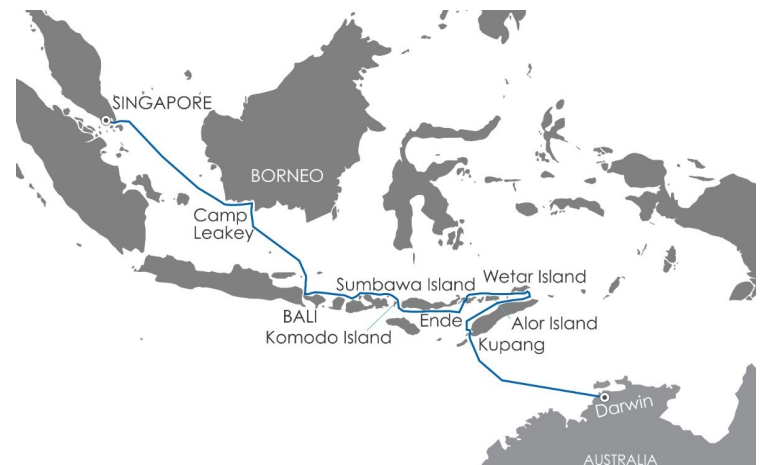 SINGAPORE
BORNEO
Camp
Leakey
Sumbawa Island
Wetar Island
BALI
Ende
Alor Island
Komodo Island
Kupang
Darwin
AUSTRALIA